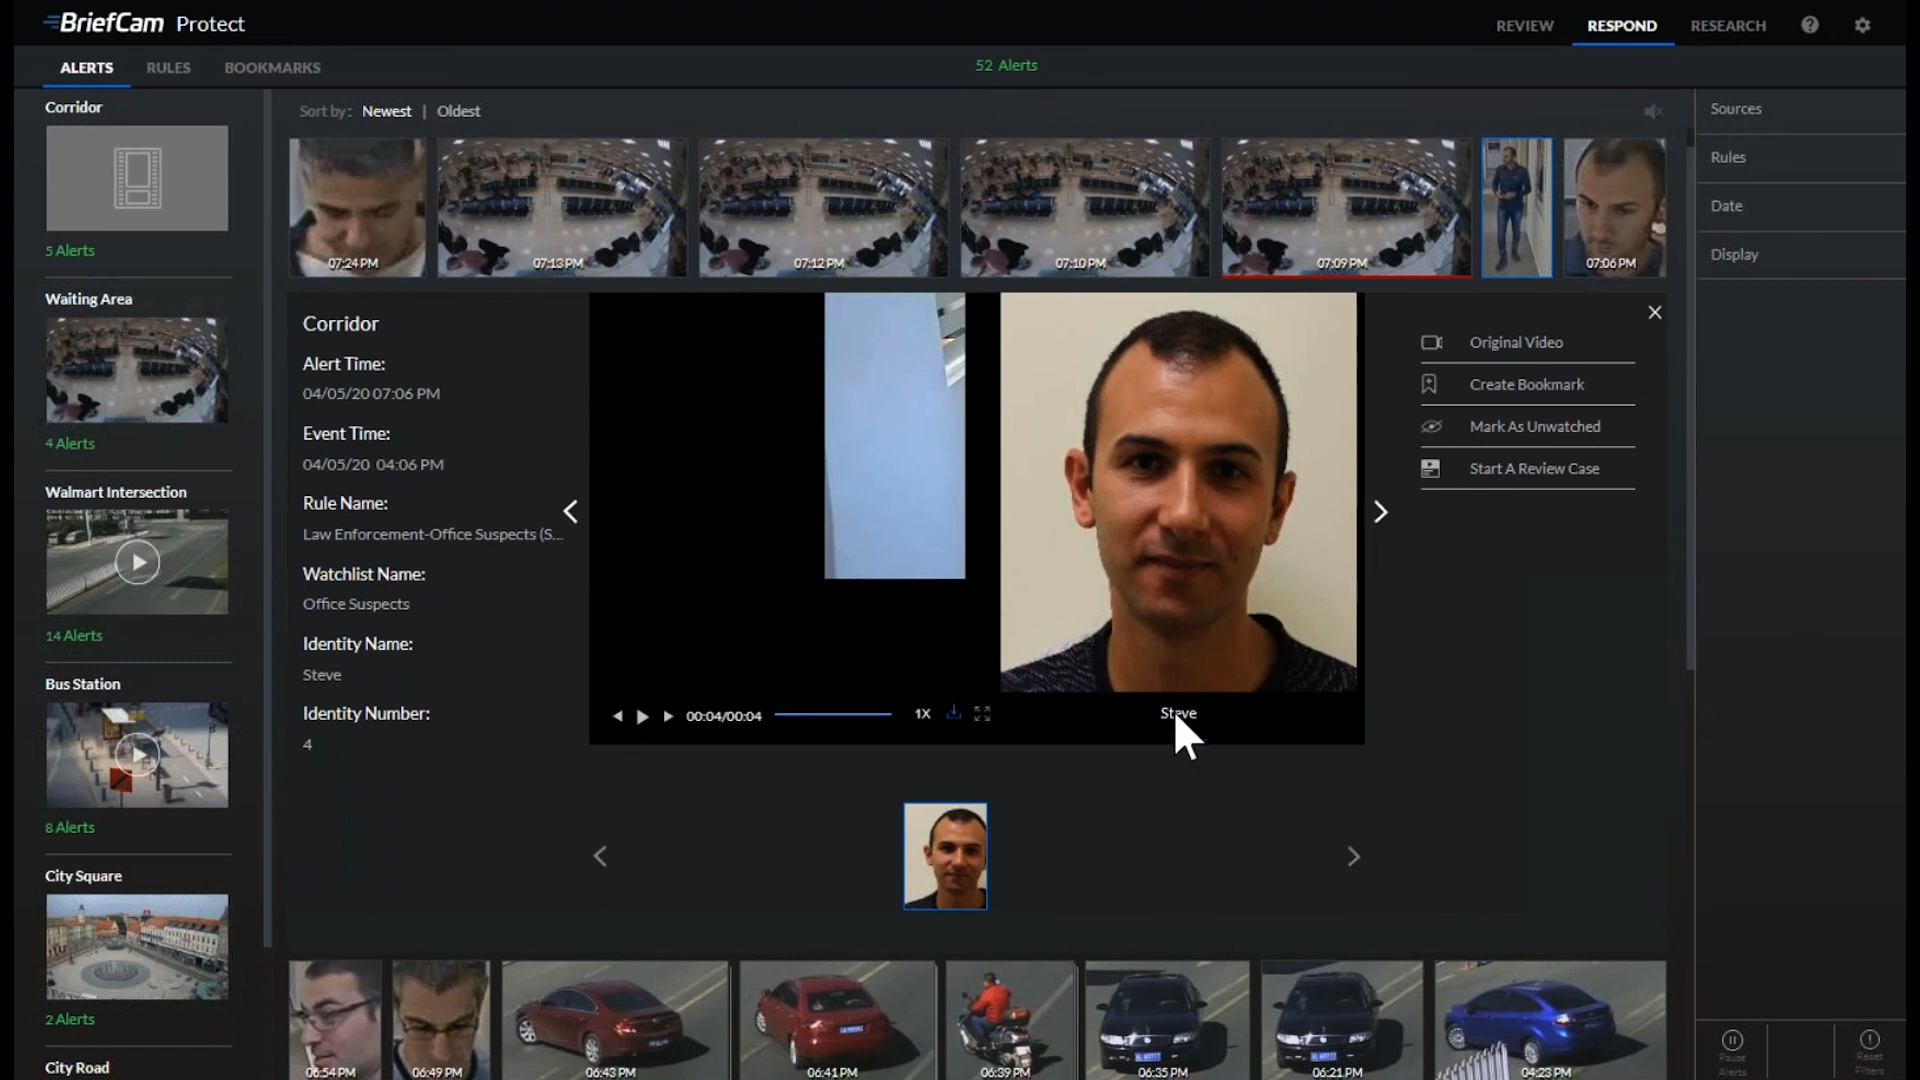 BriefCam Protect
REVIEW
RESPOND
RESEARCH
ALERTS
RULES
BOOKMARKS
52 Alerts
Corridor
5 Alerts
Waiting Area
4 Alerts
Walmart Intersection
14 Alerts
Bus Station
8 Alerts
City Square
2 Alerts
City Road
Sort by: Newest | Oldest
07:24 PM
07:13 PM
07:12 PM
07:10 PM
07:09 PM
07:06 PM
Corridor
Alert Time:
04/05/20 07:06 PM
Event Time:
04/05/20 04:06 PM
Rule Name:
Law Enforcement-Office Suspects (S...
Watchlist Name:
Office Suspects
Identity Name:
Steve
Identity Number:
4
00:04/00:04
1X
Steve
Original Video
Create Bookmark
Mark As Unwatched
Start A Review Case
06:54 PM
06:49 PM
06:43 PM
06:41 PM
06:39 PM
06:35 PM
06:21 PM
04:23 PM
Sources
Rules
Date
Display
Pause
Alerts
Reset
Filters